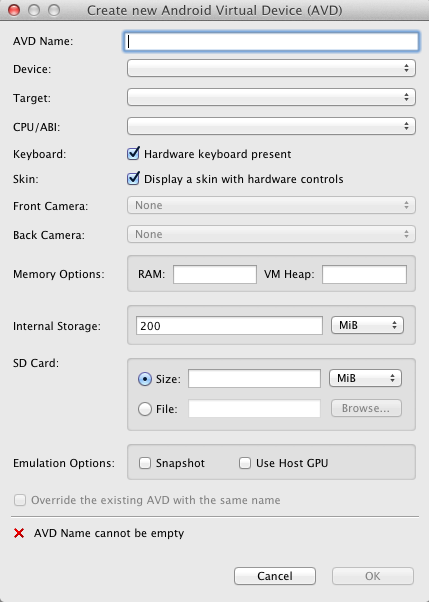 Create new Android Virtual Device (AVD)
AVD Name:
Device:
Target:
CPU/ABI:
Keyboard: Hardware keyboard present
Skin: Display a skin with hardware controls
Front Camera: None
Back Camera: None
Memory Options: RAM: VM Heap:
Internal Storage: 200 MiB
SD Card:
Size: MiB
File: Browse...
Emulation Options: Snapshot Use Host GPU
Override the existing AVD with the same name
AVD Name cannot be empty
Cancel OK